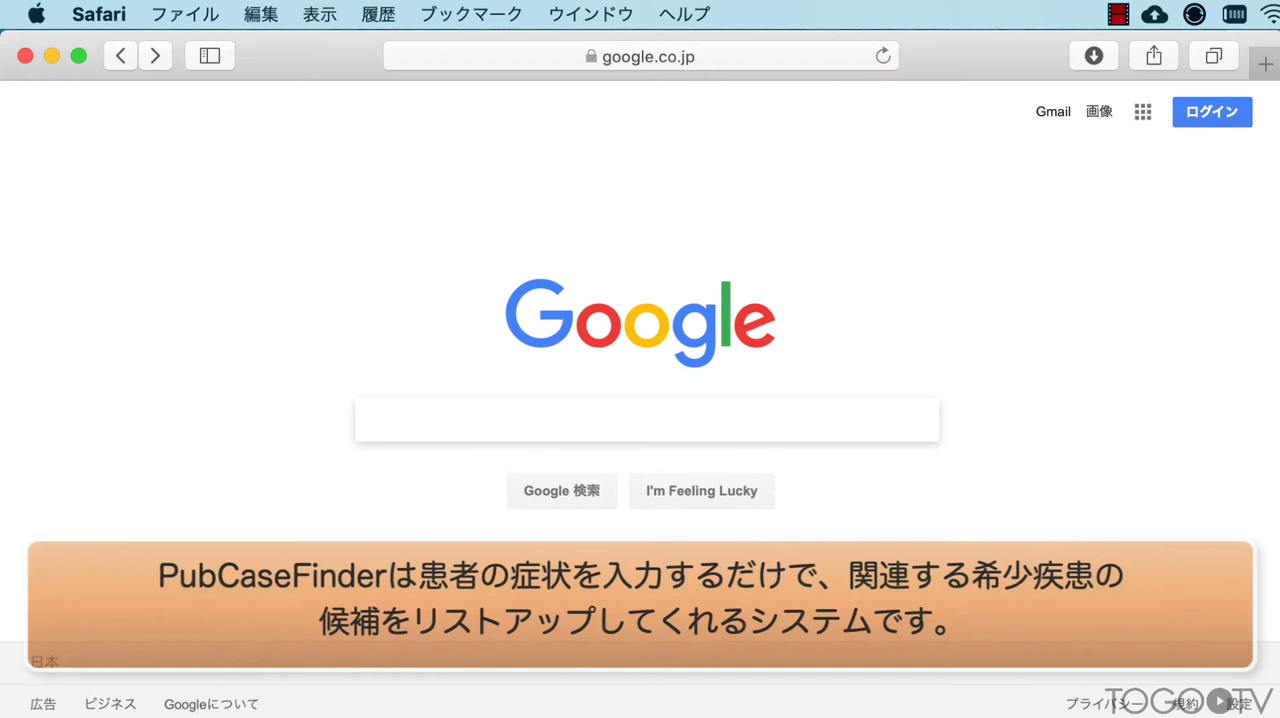 Safari ファイル 編集 表示 履歴 ブックマーク ウインドウ ヘルプ
google.co.jp
Gmail 画像 ログイン
Google
Google 検索 I'm Feeling Lucky
PubCaseFinderは患者の症状を入力するだけで、関連する希少疾患の
候補をリストアップしてくれるシステムです。
日本
広告 ビジネス Googleについて プライバシー 規約 設定
TOGO TV